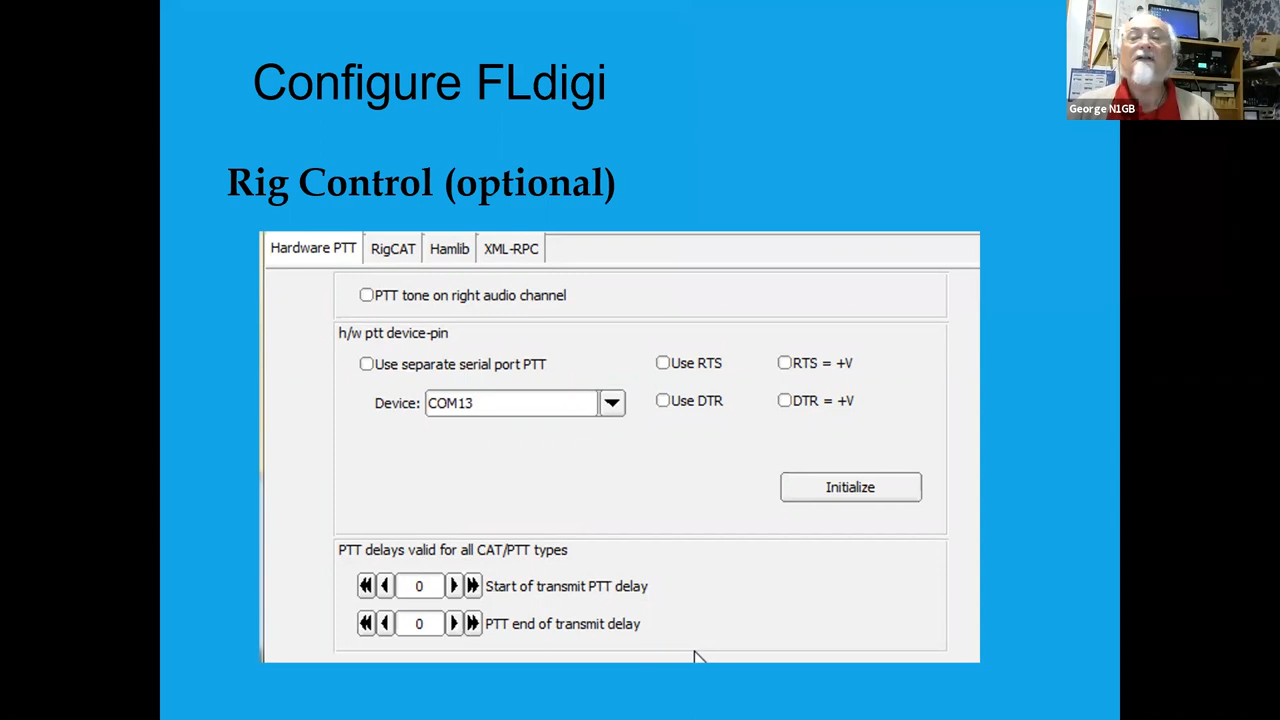 Configure FLdigi
George N1GB
Rig Control (optional)
Hardware PTT RigCAT Hamlib XML-RPC
PTT tone on right audio channel
h/w ptt device-pin
Use separate serial port PTT Use RTS RTS = +V
Device: COM13 Use DTR DTR = +V
Initialize
PTT delays valid for all CAT/PTT types
0 Start of transmit PTT delay
0 PTT end of transmit delay